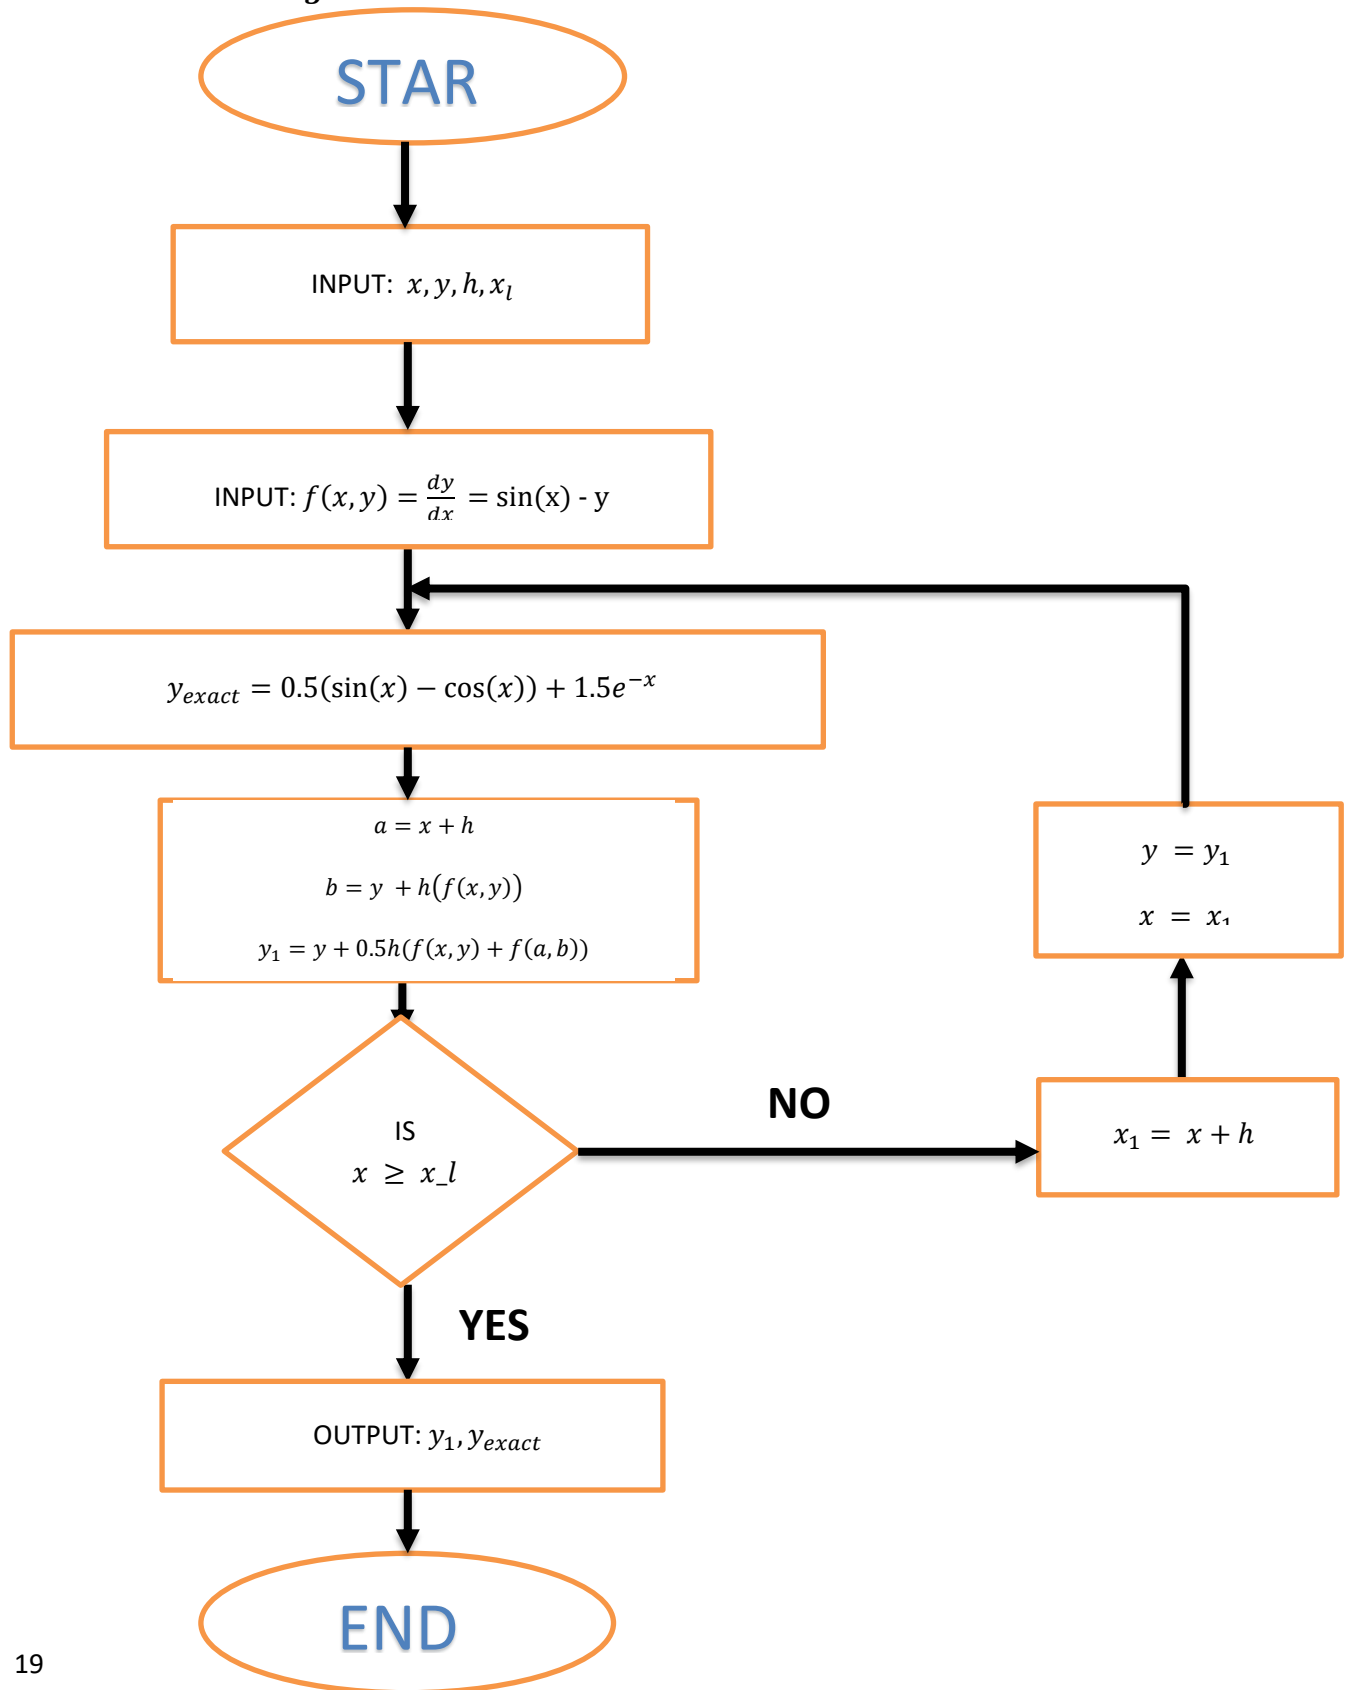 STAR
INPUT: x, y, h, x_l
INPUT: f(x, y) = dy/dx = sin(x) - y
y_exact = 0.5(sin(x) − cos(x)) + 1.5e^−x
a = x + h
b = y + h(f(x, y))
y_1 = y + 0.5h(f(x, y) + f(a, b))
y = y_1
x = x_1
IS
x ≥ x_l
NO
x_1 = x + h
YES
OUTPUT: y_1, y_exact
END
19